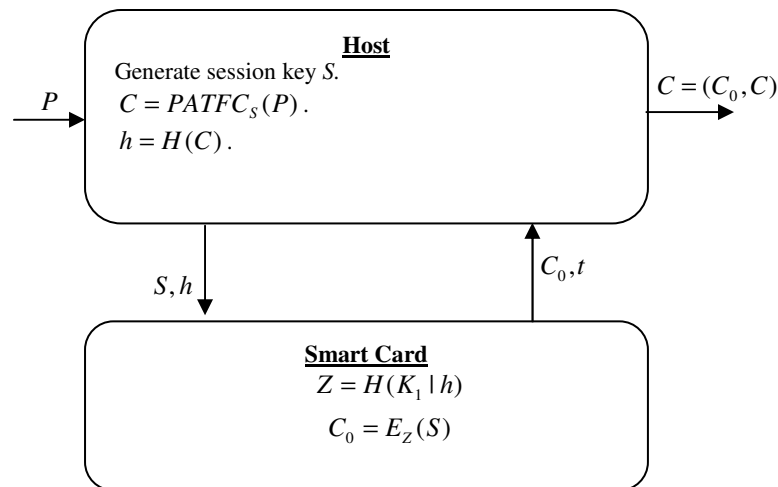 Host
Generate session key S.
C = PATFC_S(P).
h = H(C).
P
C = (C_0, C)
S, h
C_0, t
Smart Card
Z = H(K_1 | h)
C_0 = E_Z(S)